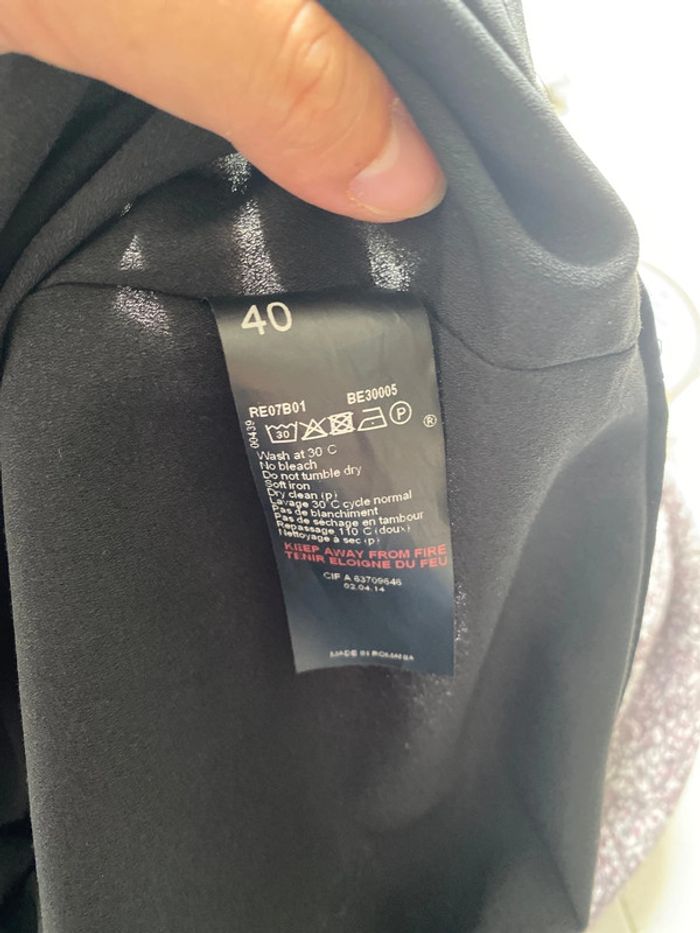 40
RE07B01 BE30005
00439
30 P ®
Wash at 30 C
No bleach
Do not tumble dry
Soft iron
Dry clean (p)
Lavage 30 C cycle normal
Pas de blanchiment
Pas de séchage en tambour
Repassage 110 C (doux)
Nettoyage à sec (p)
KEEP AWAY FROM FIRE
TENIR ELOIGNE DU FEU
CIF A 63709646
02.04.14
MADE IN ROMANIA